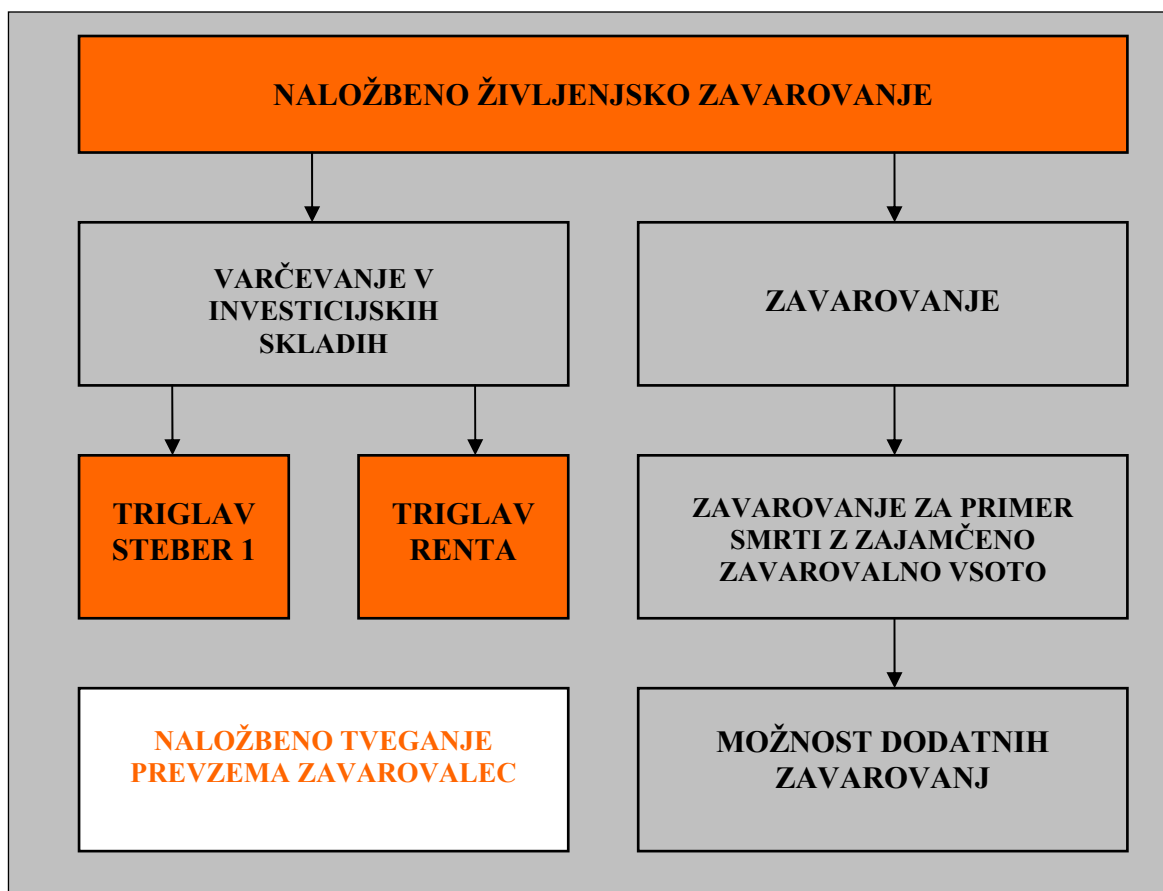 NALOŽBENO ŽIVLJENJSKO ZAVAROVANJE
VARČEVANJE V
INVESTICIJSKIH
SKLADIH
ZAVAROVANJE
TRIGLAV
STEBER 1
TRIGLAV
RENTA
ZAVAROVANJE ZA PRIMER
SMRTI Z ZAJAMČENO
ZAVAROVALNO VSOTO
NALOŽBENO TVEGANJE
PREVZEMA ZAVAROVALEC
MOŽNOST DODATNIH
ZAVAROVANJ